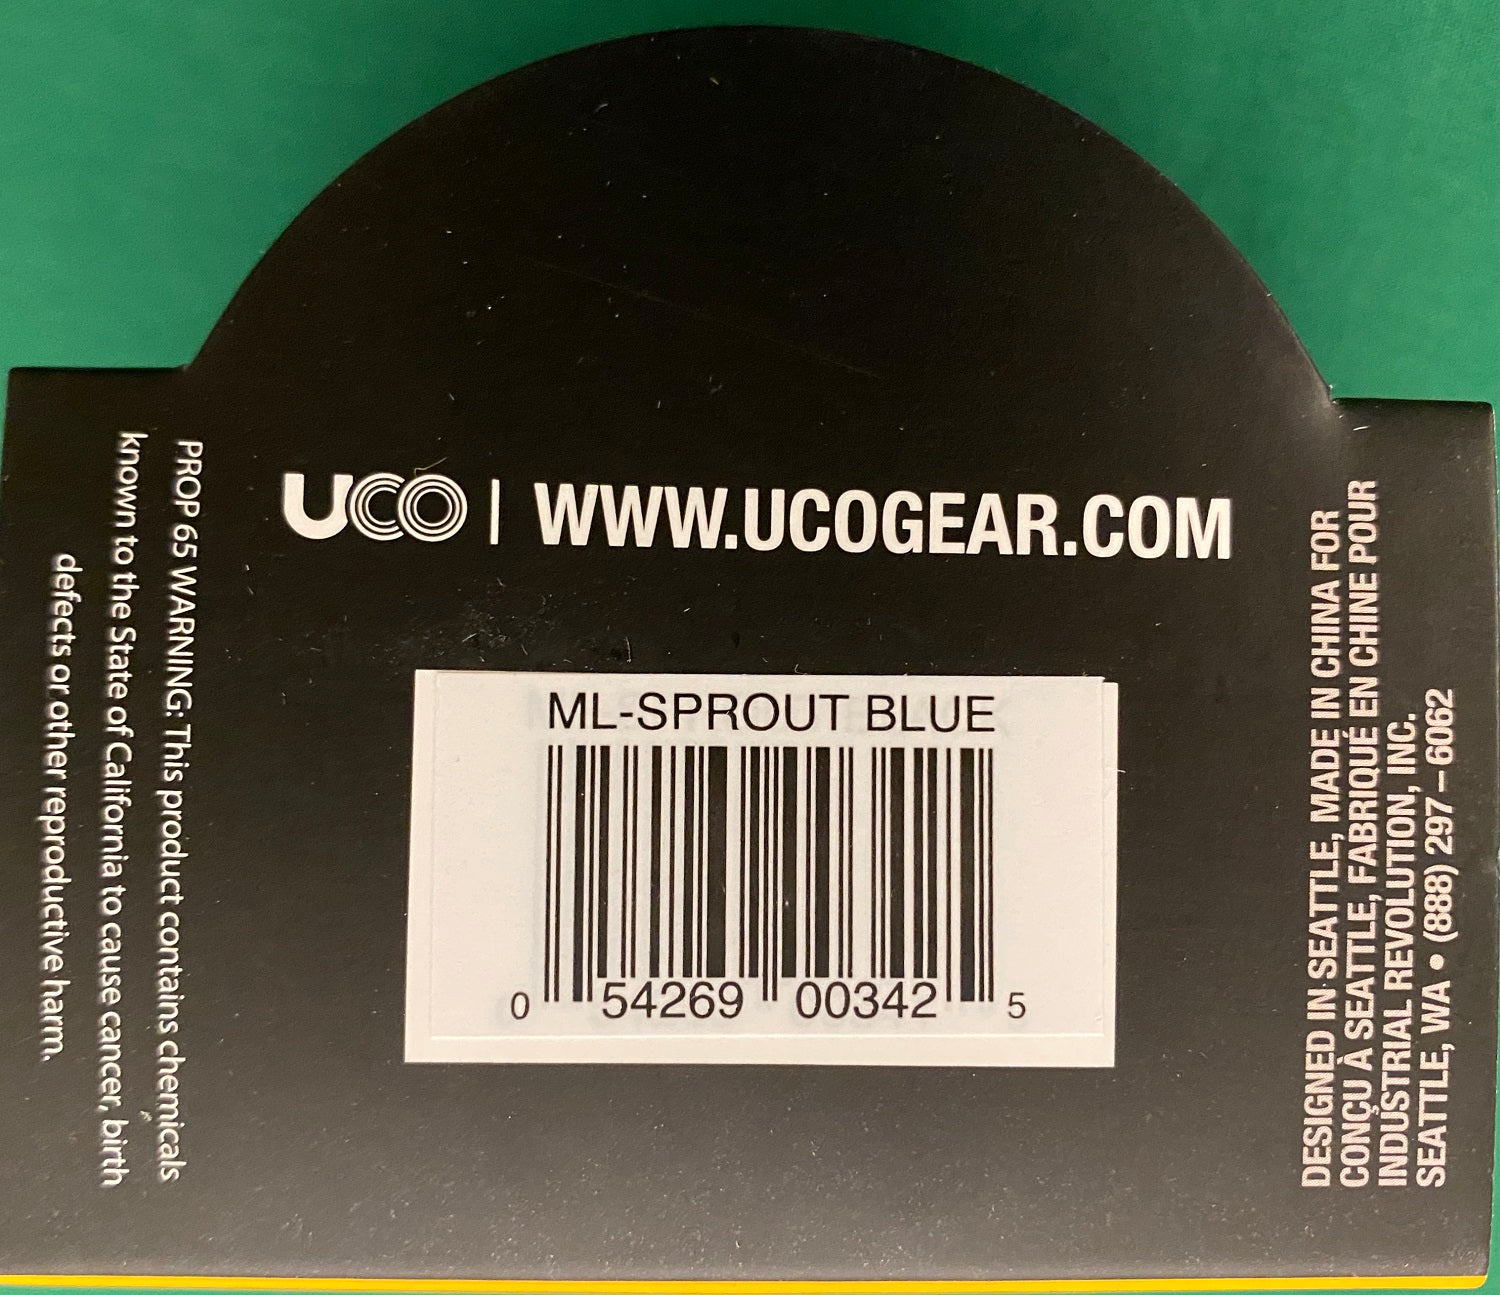 UCO | WWW.UCOGEAR.COM
ML-SPROUT BLUE
0 54269 00342 5
PROP 65 WARNING: This product contains chemicals
known to the State of California to cause cancer, birth
defects or other reproductive harm.
DESIGNED IN SEATTLE, MADE IN CHINA FOR
CONÇU À SEATTLE, FABRIQUÉ EN CHINE POUR
INDUSTRIAL REVOLUTION, INC.
SEATTLE, WA • (888) 297–6062